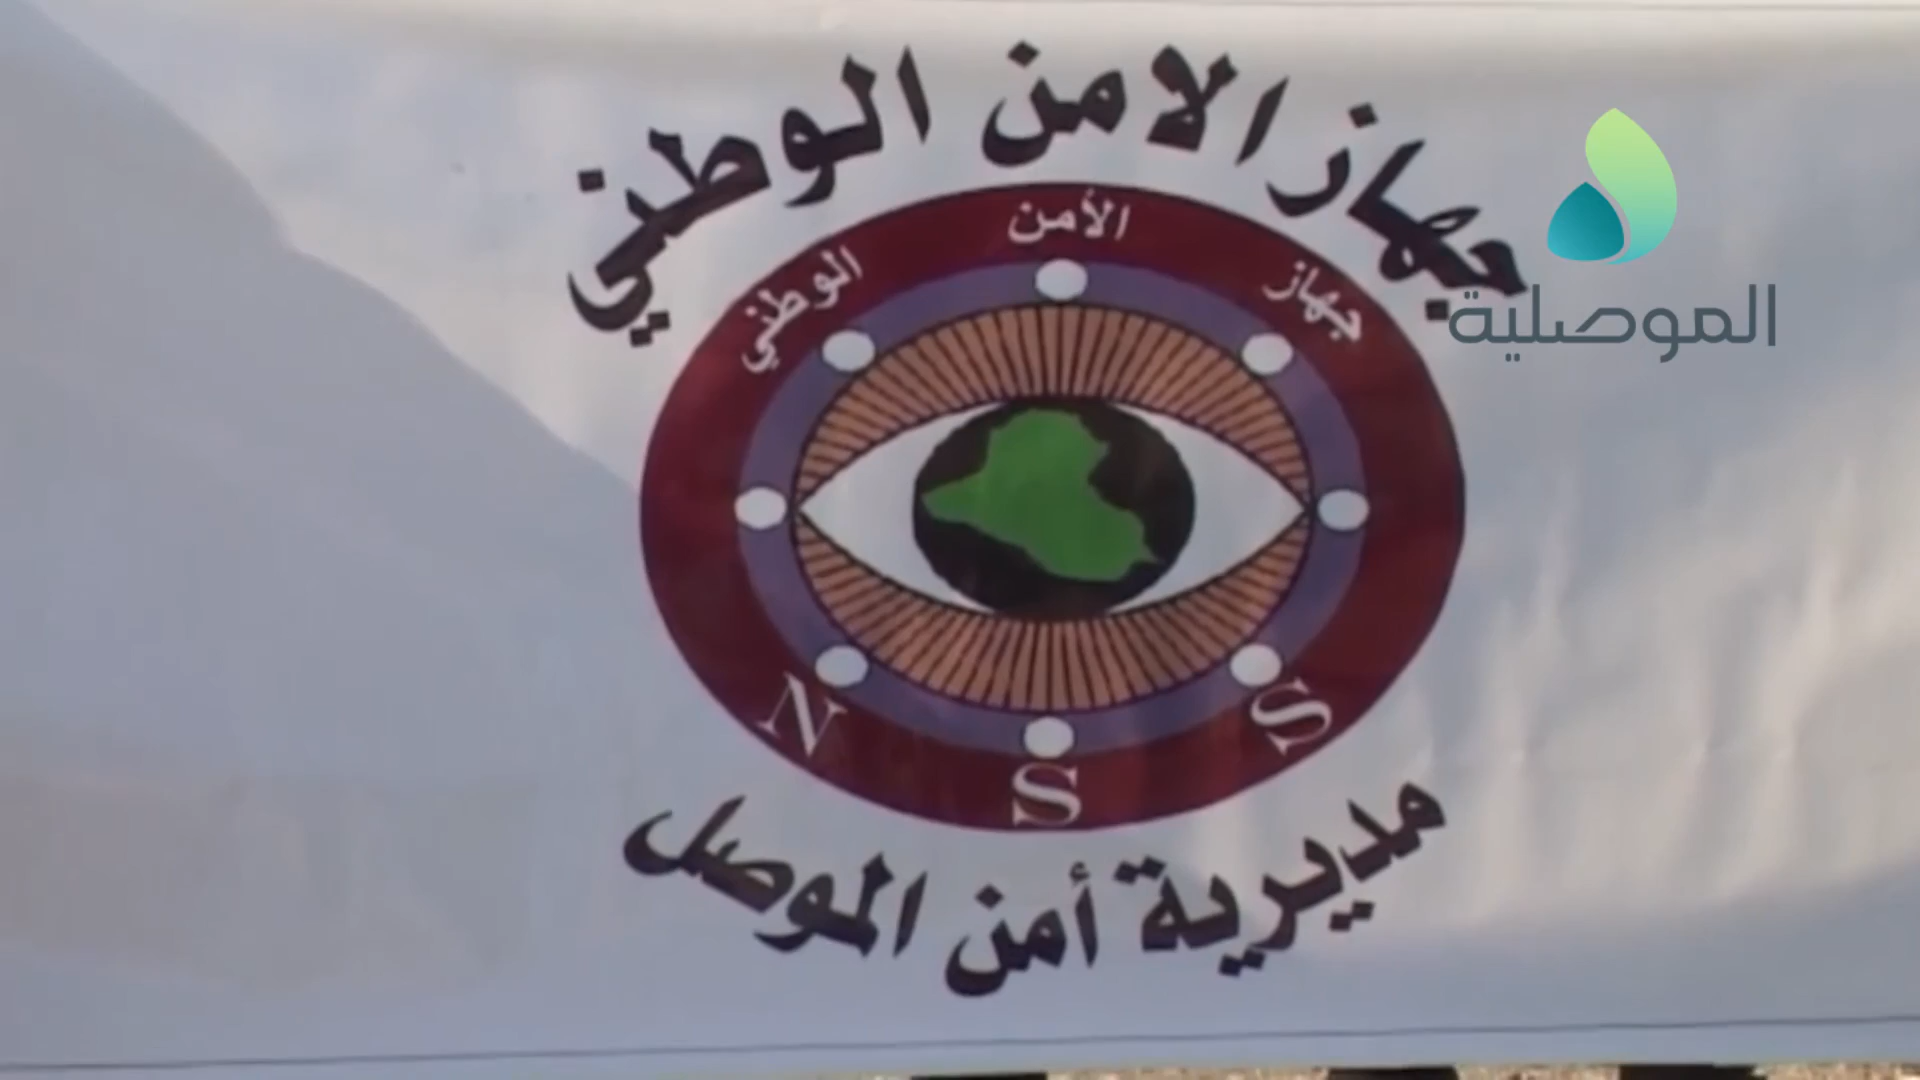 جهاز الامن الوطني
جهاز الأمن الوطني
N S S
مديرية أمن الموصل
الموصلية